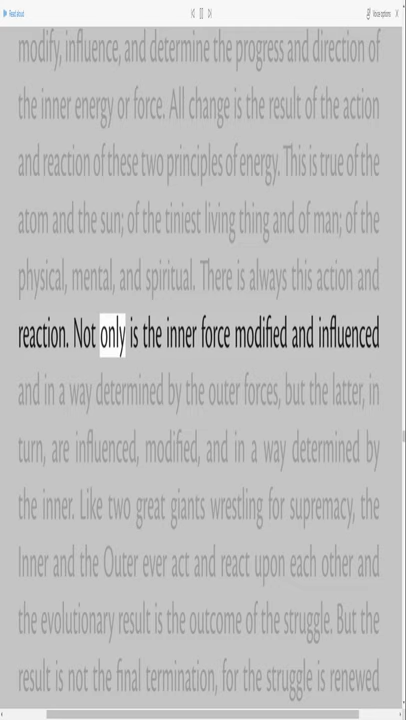 Read aloud
Voice options
modify, influence, and determine the progress and direction of
the inner energy or force. All change is the result of the action
and reaction of these two principles of energy. This is true of the
atom and the sun; of the tiniest living thing and of man; of the
physical, mental, and spiritual. There is always this action and
reaction. Not only is the inner force modified and influenced
and in a way determined by the outer forces, but the latter, in
turn, are influenced, modified, and in a way determined by
the inner. Like two great giants wrestling for supremacy, the
Inner and the Outer ever act and react upon each other and
the evolutionary result is the outcome of the struggle. But the
result is not the final termination, for the struggle is renewed